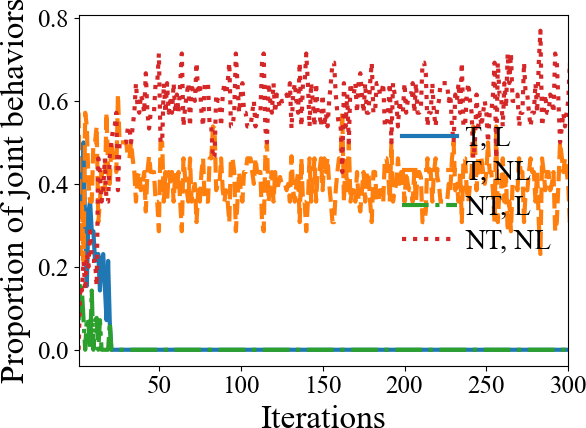 Proportion of joint behaviors
0.8
0.6
0.4
0.2
0.0
T, L
T, NL
NT, L
NT, NL
50 100 150 200 250 300
Iterations